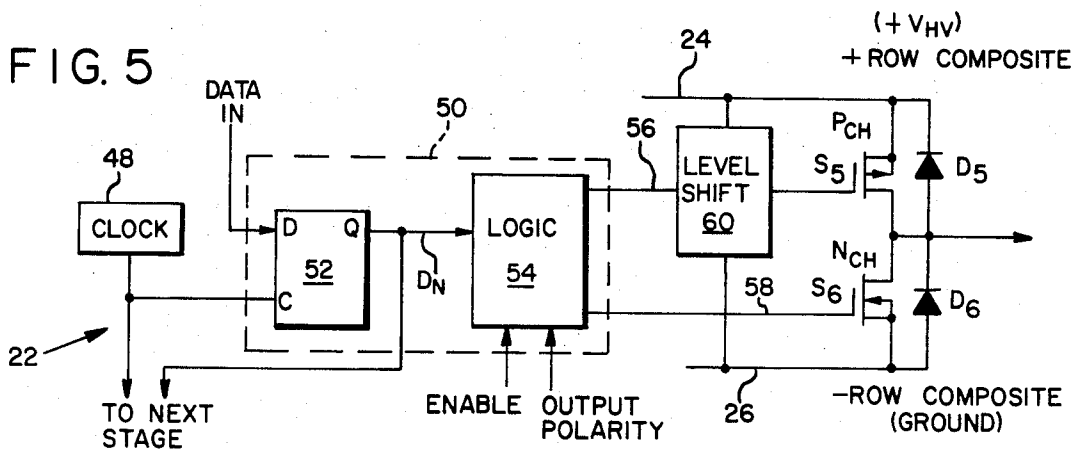 FIG. 5
(+VHV)
+ROW COMPOSITE
24
DATA
IN
50
56
PCH
48
LEVEL
SHIFT
60
S5
D5
CLOCK
D
Q
LOGIC
52
DN
54
NCH
C
58
S6
D6
22
TO NEXT
STAGE
ENABLE
OUTPUT
POLARITY
26
-ROW COMPOSITE
(GROUND)